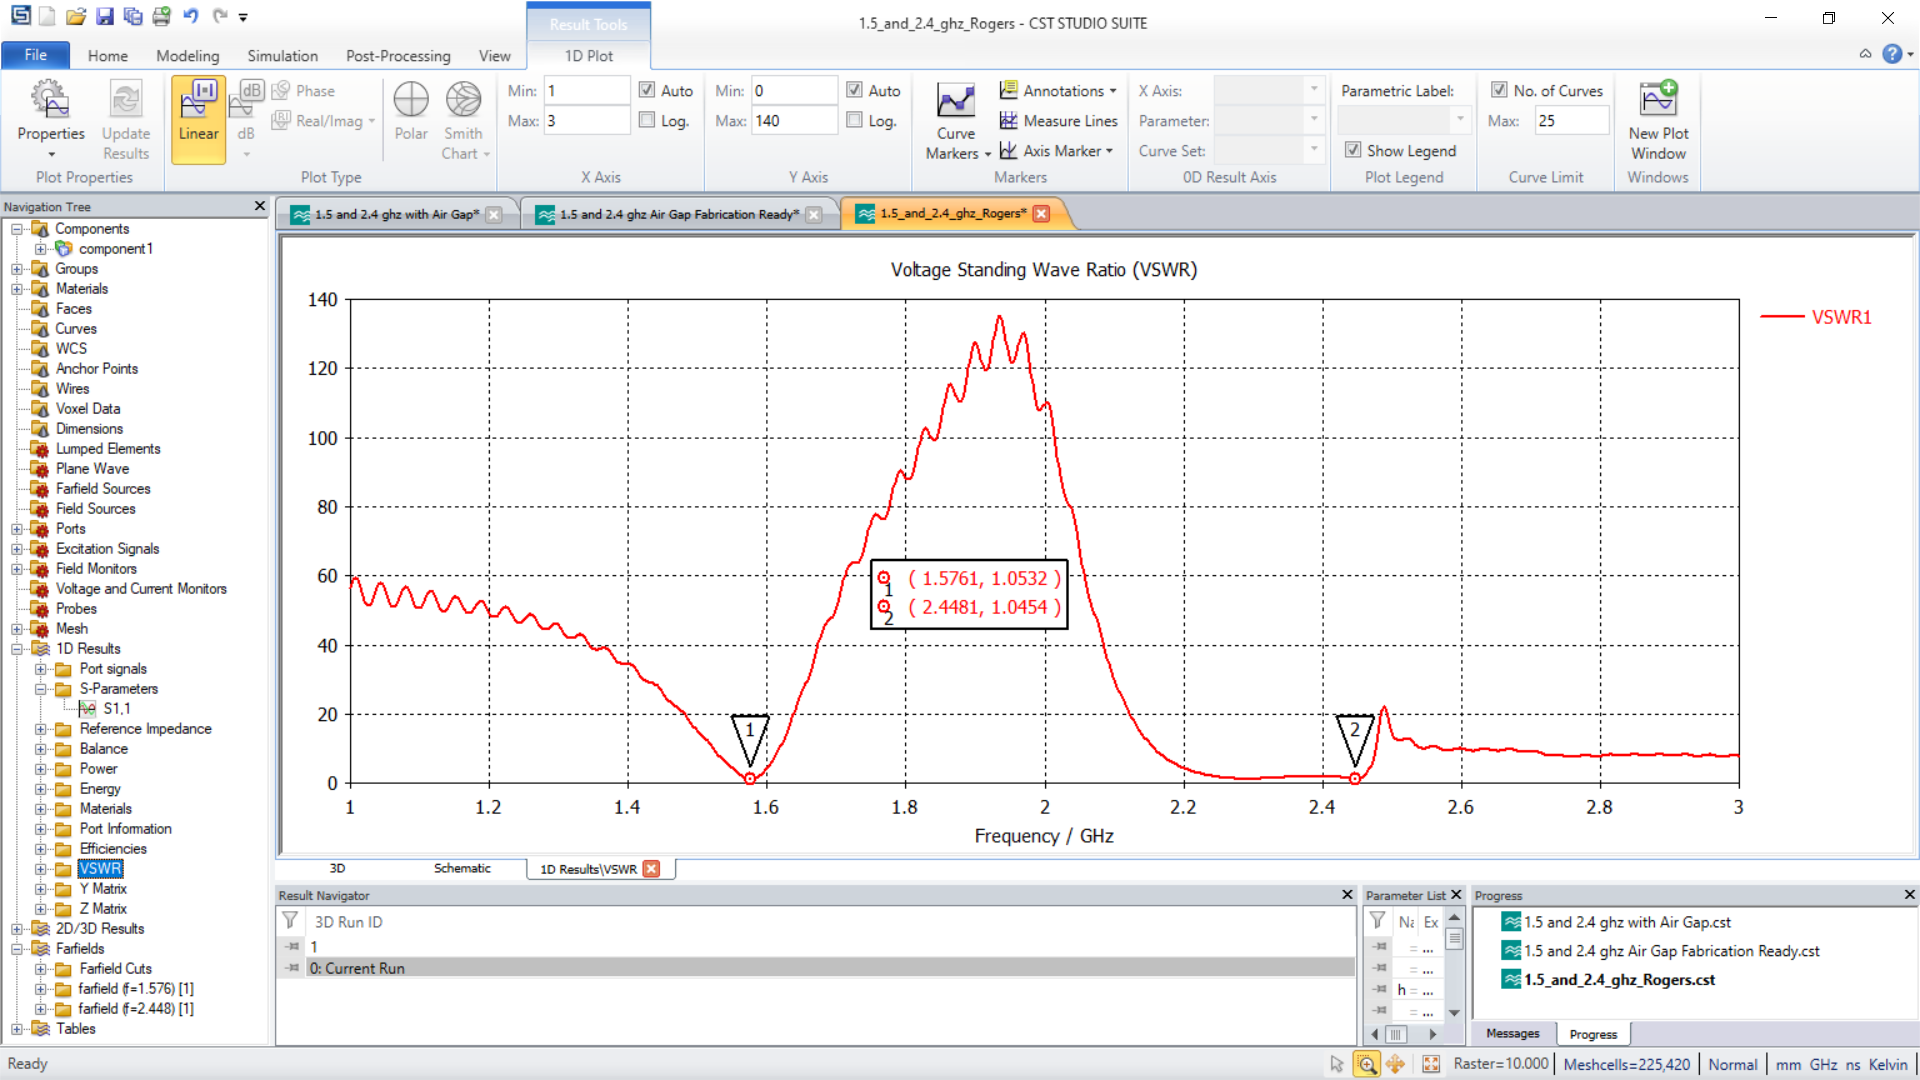 1.5_and_2.4_ghz_Rogers - CST STUDIO SUITE
Result Tools
File Home Modeling Simulation Post-Processing View 1D Plot
Properties
Update Results
Plot Properties
Linear
dB
Phase
Real/Imag
Polar
Smith Chart
Plot Type
Min: 1 Auto
Max: 3 Log.
X Axis
Min: 0 Auto
Max: 140 Log.
Y Axis
Curve Markers
Annotations
Measure Lines
Axis Marker
Markers
X Axis:
Parameter:
Curve Set:
0D Result Axis
Parametric Label:
Show Legend
Plot Legend
No. of Curves
Max: 25
Curve Limit
New Plot Window
Windows
Navigation Tree
Components
component1
Groups
Materials
Faces
Curves
WCS
Anchor Points
Wires
Voxel Data
Dimensions
Lumped Elements
Plane Wave
Farfield Sources
Field Sources
Ports
Excitation Signals
Field Monitors
Voltage and Current Monitors
Probes
Mesh
1D Results
Port signals
S-Parameters
S1,1
Reference Impedance
Balance
Power
Energy
Materials
Port Information
Efficiencies
VSWR
Y Matrix
Z Matrix
2D/3D Results
Farfields
Farfield Cuts
farfield (f=1.576) [1]
farfield (f=2.448) [1]
Tables
1.5 and 2.4 ghz with Air Gap*
1.5 and 2.4 ghz Air Gap Fabrication Ready*
1.5_and_2.4_ghz_Rogers*
Voltage Standing Wave Ratio (VSWR)
140
120
100
80
60
40
20
0
1 1.2 1.4 1.6 1.8 2 2.2 2.4 2.6 2.8 3
Frequency / GHz
VSWR1
1 ( 1.5761, 1.0532 )
2 ( 2.4481, 1.0454 )
1
2
3D Schematic 1D Results\VSWR
Result Navigator
3D Run ID
1
0: Current Run
Parameter List
Na Ex
= ...
= ...
h = ...
= ...
Progress
1.5 and 2.4 ghz with Air Gap.cst
1.5 and 2.4 ghz Air Gap Fabrication Ready.cst
1.5_and_2.4_ghz_Rogers.cst
Messages Progress
Ready
Raster=10.000 Meshcells=225,420 Normal mm GHz ns Kelvin